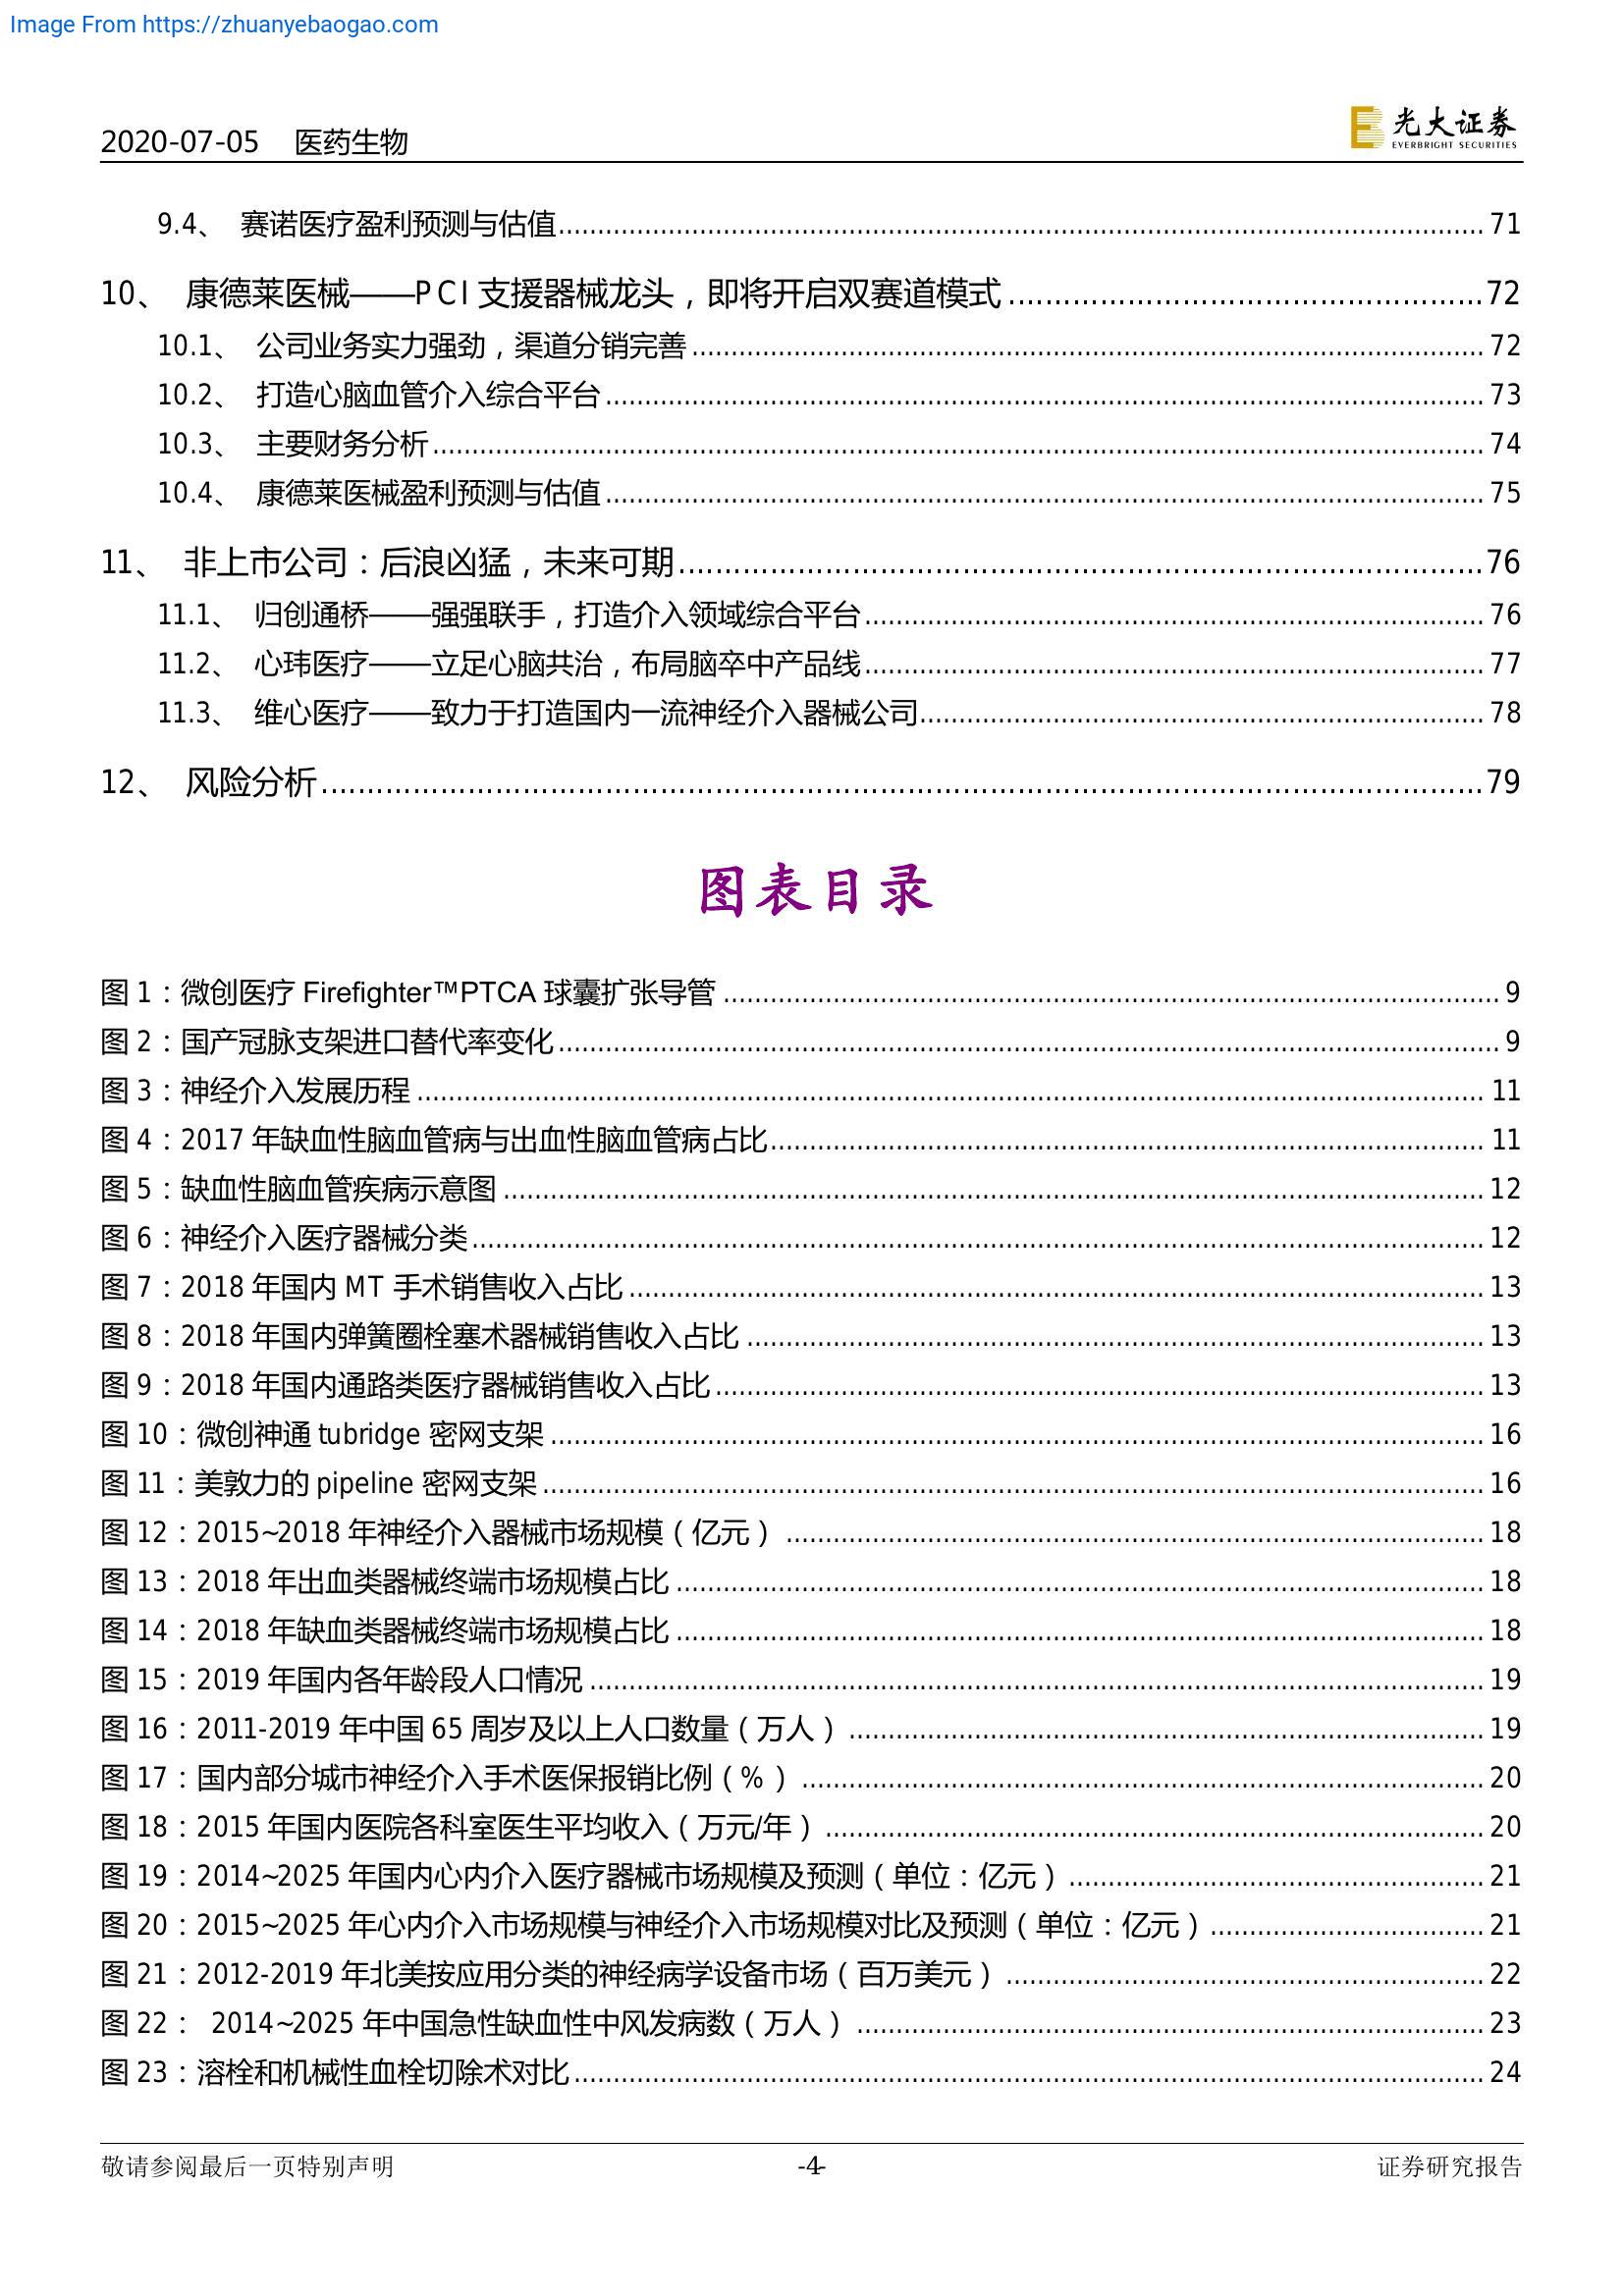 Image From https://zhuanyebaogao.com
2020-07-05 医药生物
光大证券
EVERBRIGHT SECURITIES
9.4、 赛诺医疗盈利预测与估值 71
10、 康德莱医械——PCI 支援器械龙头，即将开启双赛道模式 72
10.1、 公司业务实力强劲，渠道分销完善 72
10.2、 打造心脑血管介入综合平台 73
10.3、 主要财务分析 74
10.4、 康德莱医械盈利预测与估值 75
11、 非上市公司：后浪凶猛，未来可期 76
11.1、 归创通桥——强强联手，打造介入领域综合平台 76
11.2、 心玮医疗——立足心脑共治，布局脑卒中产品线 77
11.3、 维心医疗——致力于打造国内一流神经介入器械公司 78
12、 风险分析 79
图表目录
图 1：微创医疗 Firefighter™PTCA 球囊扩张导管 9
图 2：国产冠脉支架进口替代率变化 9
图 3：神经介入发展历程 11
图 4：2017 年缺血性脑血管病与出血性脑血管病占比 11
图 5：缺血性脑血管疾病示意图 12
图 6：神经介入医疗器械分类 12
图 7：2018 年国内 MT 手术销售收入占比 13
图 8：2018 年国内弹簧圈栓塞术器械销售收入占比 13
图 9：2018 年国内通路类医疗器械销售收入占比 13
图 10：微创神通 tubridge 密网支架 16
图 11：美敦力的 pipeline 密网支架 16
图 12：2015~2018 年神经介入器械市场规模（亿元） 18
图 13：2018 年出血类器械终端市场规模占比 18
图 14：2018 年缺血类器械终端市场规模占比 18
图 15：2019 年国内各年龄段人口情况 19
图 16：2011-2019 年中国 65 周岁及以上人口数量（万人） 19
图 17：国内部分城市神经介入手术医保报销比例（%） 20
图 18：2015 年国内医院各科室医生平均收入（万元/年） 20
图 19：2014~2025 年国内心内介入医疗器械市场规模及预测（单位：亿元） 21
图 20：2015~2025 年心内介入市场规模与神经介入市场规模对比及预测（单位：亿元） 21
图 21：2012-2019 年北美按应用分类的神经病学设备市场（百万美元） 22
图 22： 2014~2025 年中国急性缺血性中风发病数（万人） 23
图 23：溶栓和机械性血栓切除术对比 24
敬请参阅最后一页特别声明 -4- 证券研究报告